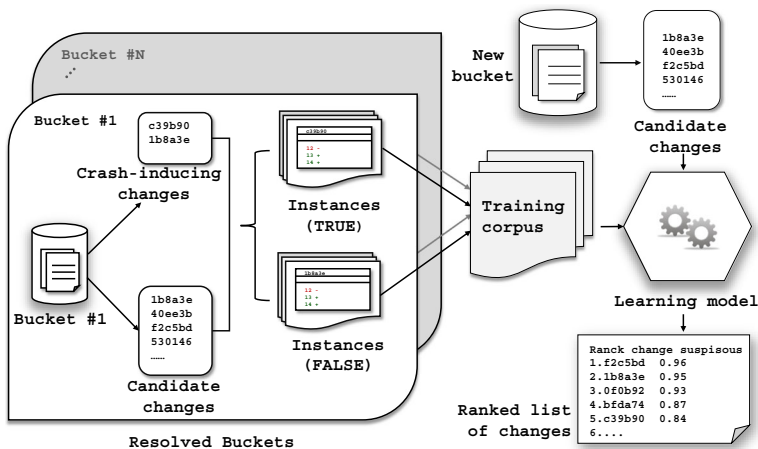 Bucket #N
Bucket #1
c39b90
1b8a3e
Crash-inducing
changes
Bucket #1
1b8a3e
40ee3b
f2c5bd
530146
……
Candidate
changes
c39b90
12 -
13 +
14 +
Instances
(TRUE)
1b8a3e
12 -
13 +
14 +
Instances
(FALSE)
Resolved Buckets
Training
corpus
New
bucket
1b8a3e
40ee3b
f2c5bd
530146
……
Candidate
changes
Learning model
Ranck change suspisous
1.f2c5bd 0.96
2.1b8a3e 0.95
3.0f0b92 0.93
4.bfda74 0.87
5.c39b90 0.84
6....
Ranked list
of changes